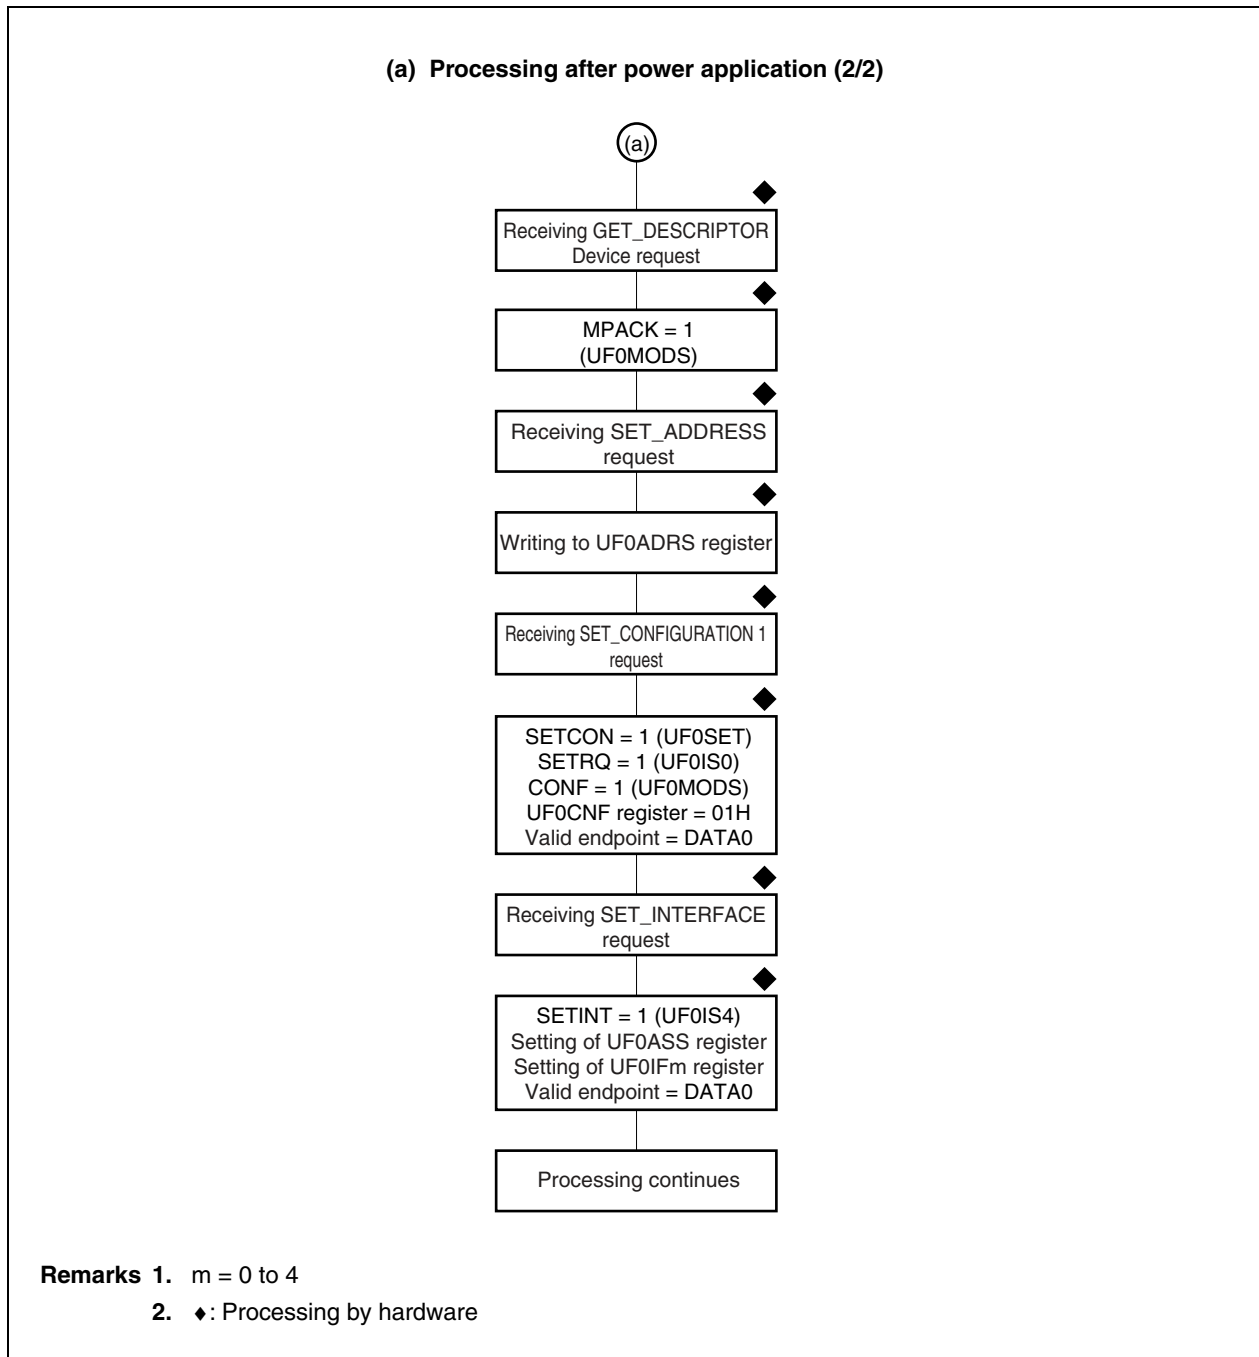 (a) Processing after power application (2/2)
(a)
◆
Receiving GET_DESCRIPTOR
Device request
◆
MPACK = 1
(UF0MODS)
◆
Receiving SET_ADDRESS
request
◆
Writing to UF0ADRS register
◆
Receiving SET_CONFIGURATION 1
request
◆
SETCON = 1 (UF0SET)
SETRQ = 1 (UF0IS0)
CONF = 1 (UF0MODS)
UF0CNF register = 01H
Valid endpoint = DATA0
◆
Receiving SET_INTERFACE
request
◆
SETINT = 1 (UF0IS4)
Setting of UF0ASS register
Setting of UF0IFm register
Valid endpoint = DATA0
Processing continues
Remarks 1. m = 0 to 4
2. ♦: Processing by hardware